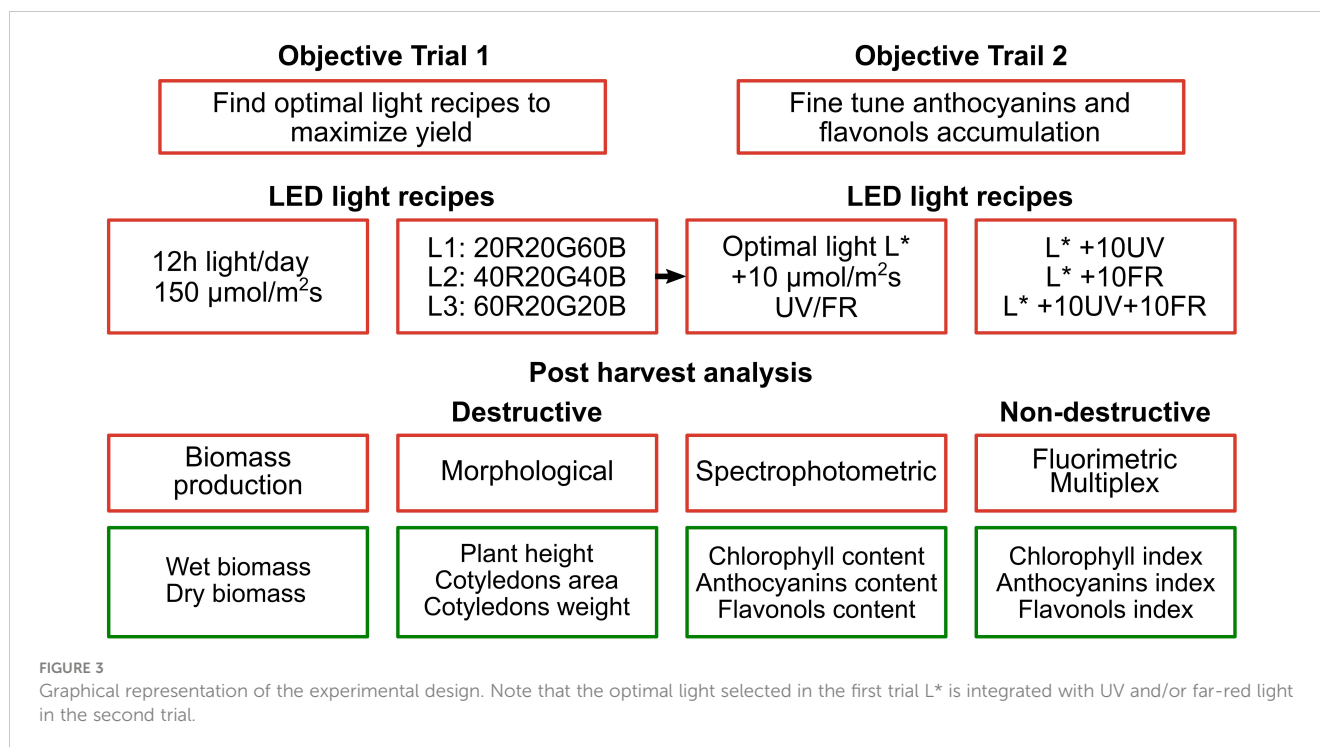 Objective Trial 1
Find optimal light recipes to
maximize yield
Objective Trail 2
Fine tune anthocyanins and
flavonols accumulation
LED light recipes
12h light/day
150 μmol/m²s
L1: 20R20G60B
L2: 40R20G40B
L3: 60R20G20B
LED light recipes
Optimal light L*
+10 μmol/m²s
UV/FR
L* +10UV
L* +10FR
L* +10UV+10FR
Post harvest analysis
Destructive
Non-destructive
Biomass
production
Morphological
Spectrophotometric
Fluorimetric
Multiplex
Wet biomass
Dry biomass
Plant height
Cotyledons area
Cotyledons weight
Chlorophyll content
Anthocyanins content
Flavonols content
Chlorophyll index
Anthocyanins index
Flavonols index
FIGURE 3
Graphical representation of the experimental design. Note that the optimal light selected in the first trial L* is integrated with UV and/or far-red light
in the second trial.